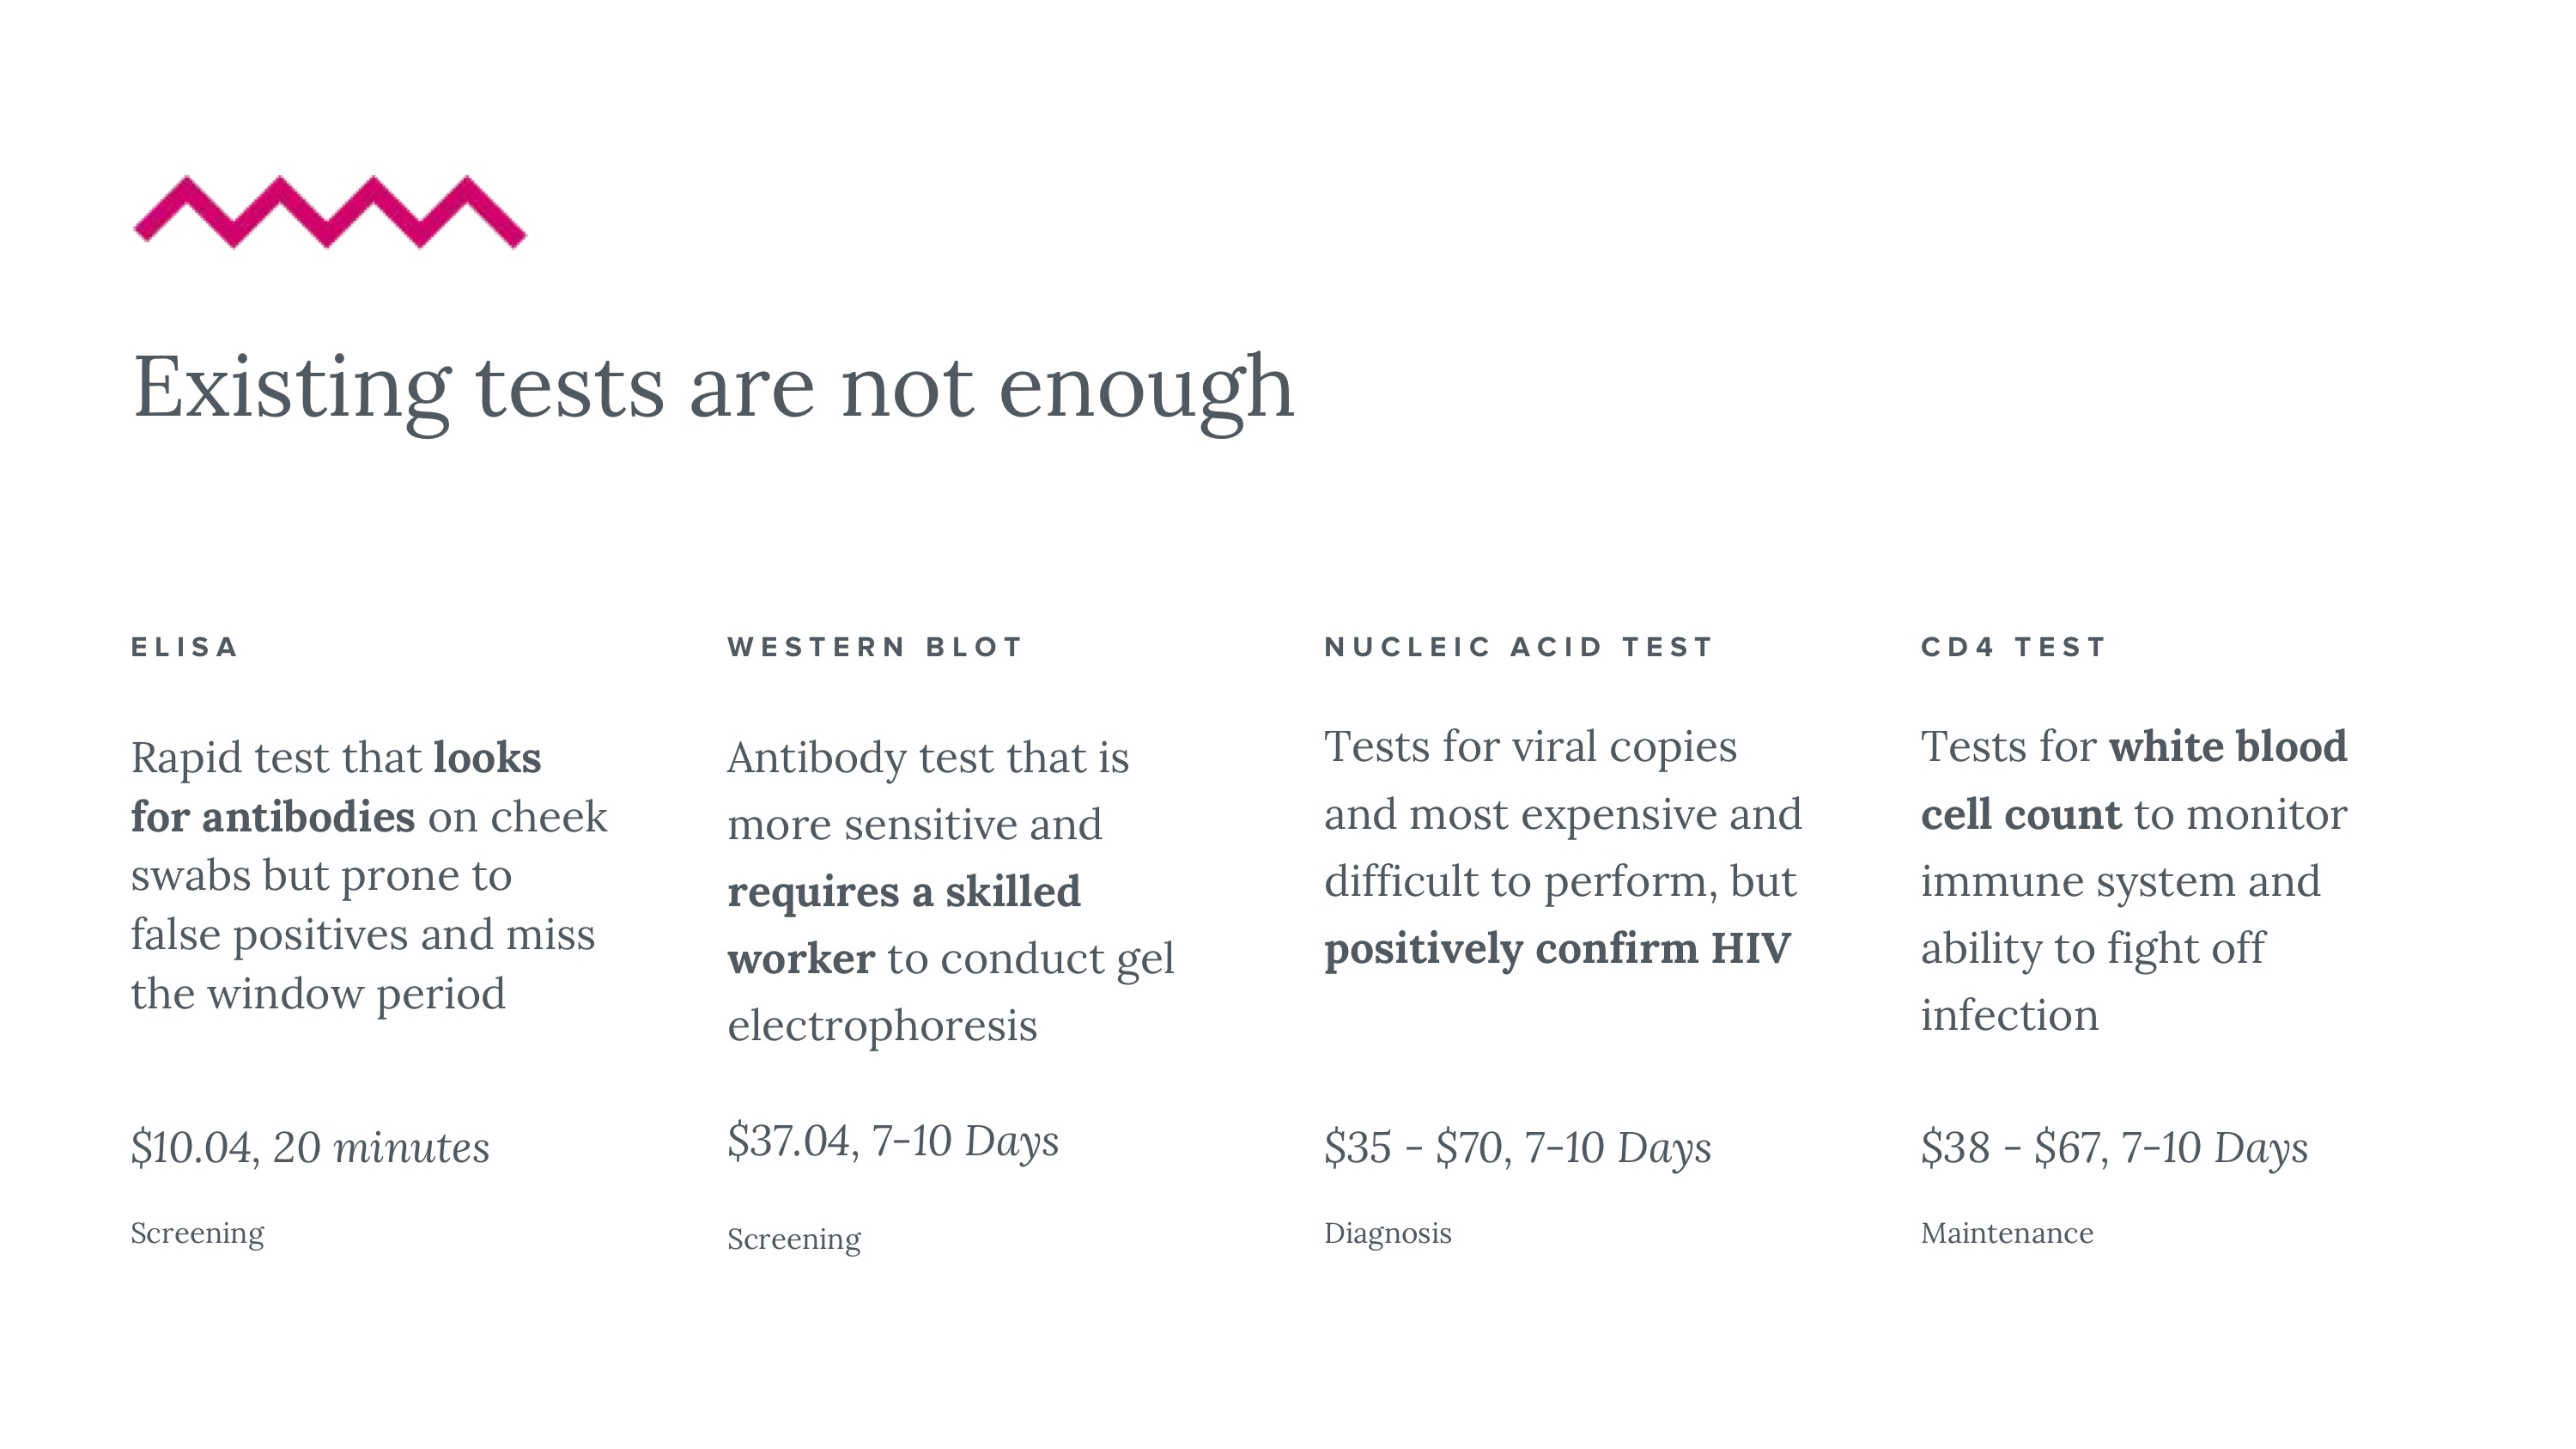 Existing tests are not enough
ELISA
Rapid test that looks
for antibodies on cheek
swabs but prone to
false positives and miss
the window period
$10.04, 20 minutes
Screening
WESTERN BLOT
Antibody test that is
more sensitive and
requires a skilled
worker to conduct gel
electrophoresis
$37.04, 7-10 Days
Screening
NUCLEIC ACID TEST
Tests for viral copies
and most expensive and
difficult to perform, but
positively confirm HIV
$35 - $70, 7-10 Days
Diagnosis
CD4 TEST
Tests for white blood
cell count to monitor
immune system and
ability to fight off
infection
$38 - $67, 7-10 Days
Maintenance